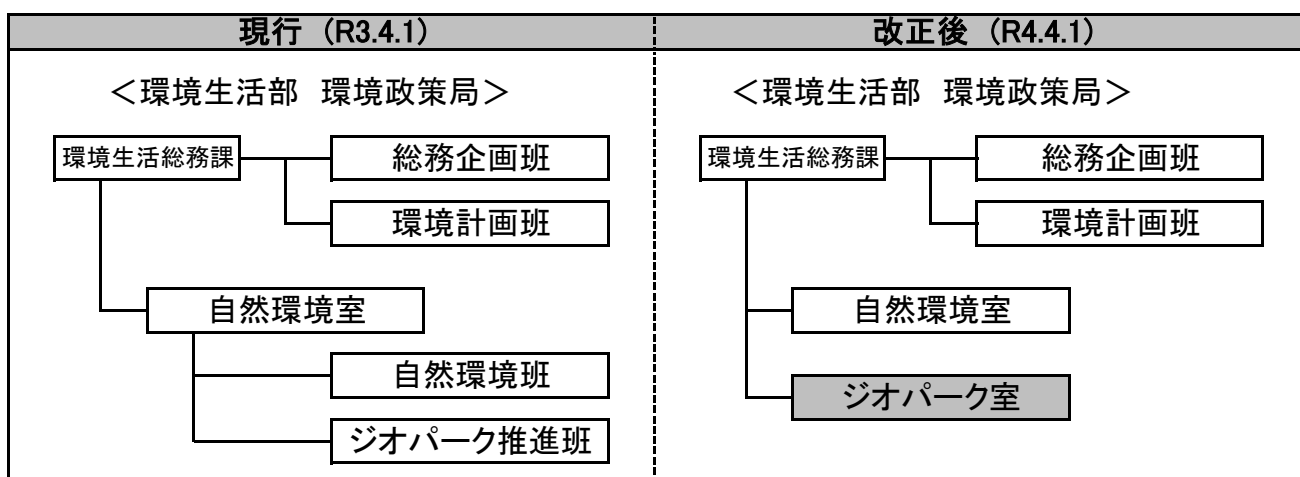 現行 (R3.4.1)
＜環境生活部 環境政策局＞
環境生活総務課
総務企画班
環境計画班
自然環境室
自然環境班
ジオパーク推進班
改正後 (R4.4.1)
＜環境生活部 環境政策局＞
環境生活総務課
総務企画班
環境計画班
自然環境室
ジオパーク室